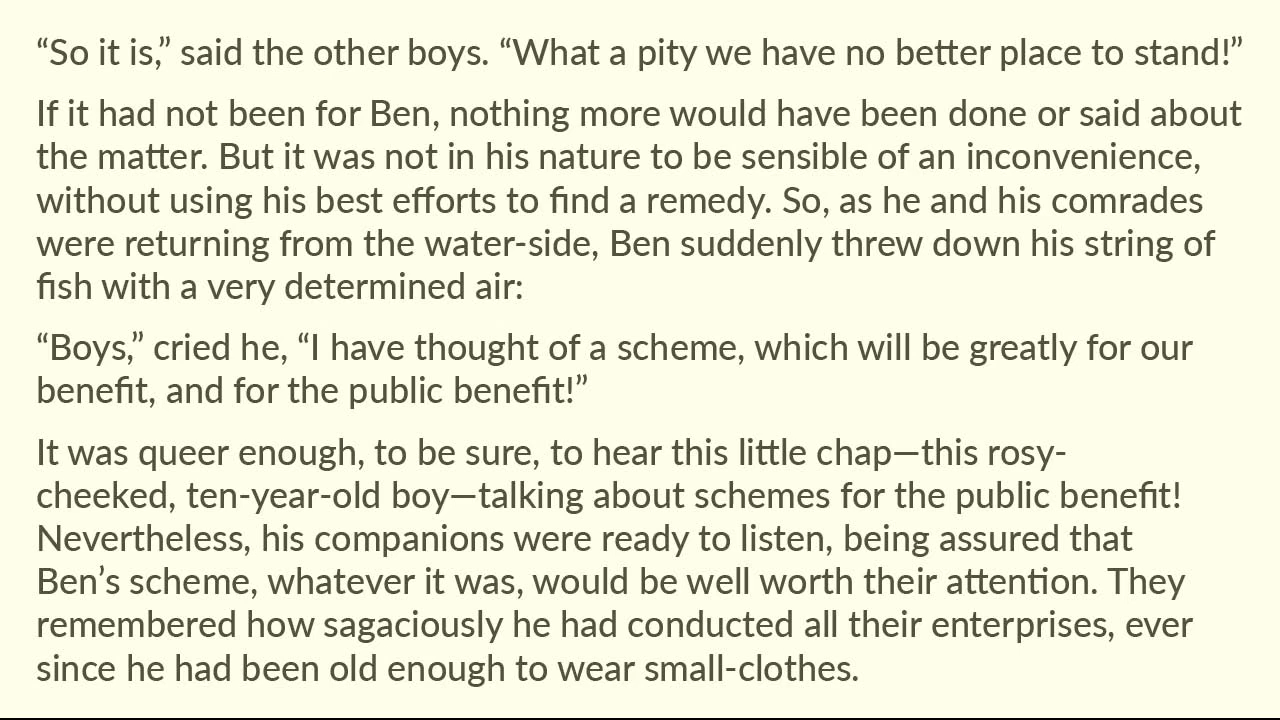 “So it is,” said the other boys. “What a pity we have no better place to stand!”
If it had not been for Ben, nothing more would have been done or said about
the matter. But it was not in his nature to be sensible of an inconvenience,
without using his best efforts to find a remedy. So, as he and his comrades
were returning from the water-side, Ben suddenly threw down his string of
fish with a very determined air:
“Boys,” cried he, “I have thought of a scheme, which will be greatly for our
benefit, and for the public benefit!”
It was queer enough, to be sure, to hear this little chap—this rosy-
cheeked, ten-year-old boy—talking about schemes for the public benefit!
Nevertheless, his companions were ready to listen, being assured that
Ben’s scheme, whatever it was, would be well worth their attention. They
remembered how sagaciously he had conducted all their enterprises, ever
since he had been old enough to wear small-clothes.